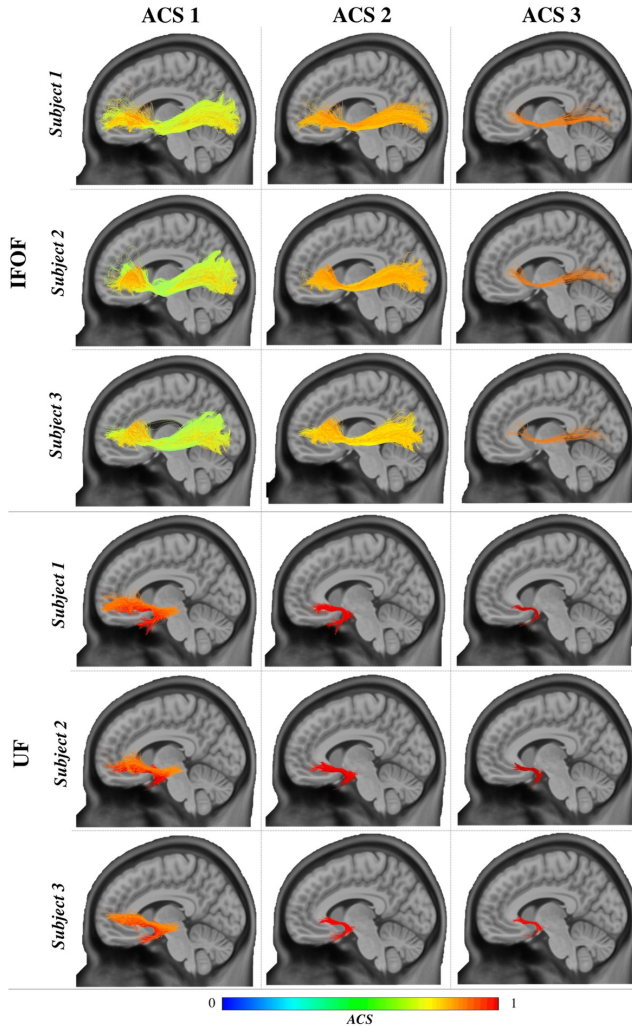 ACS 1 ACS 2 ACS 3
IFOF
Subject 1
Subject 2
Subject 3
UF
Subject 1
Subject 2
Subject 3
0 1
ACS